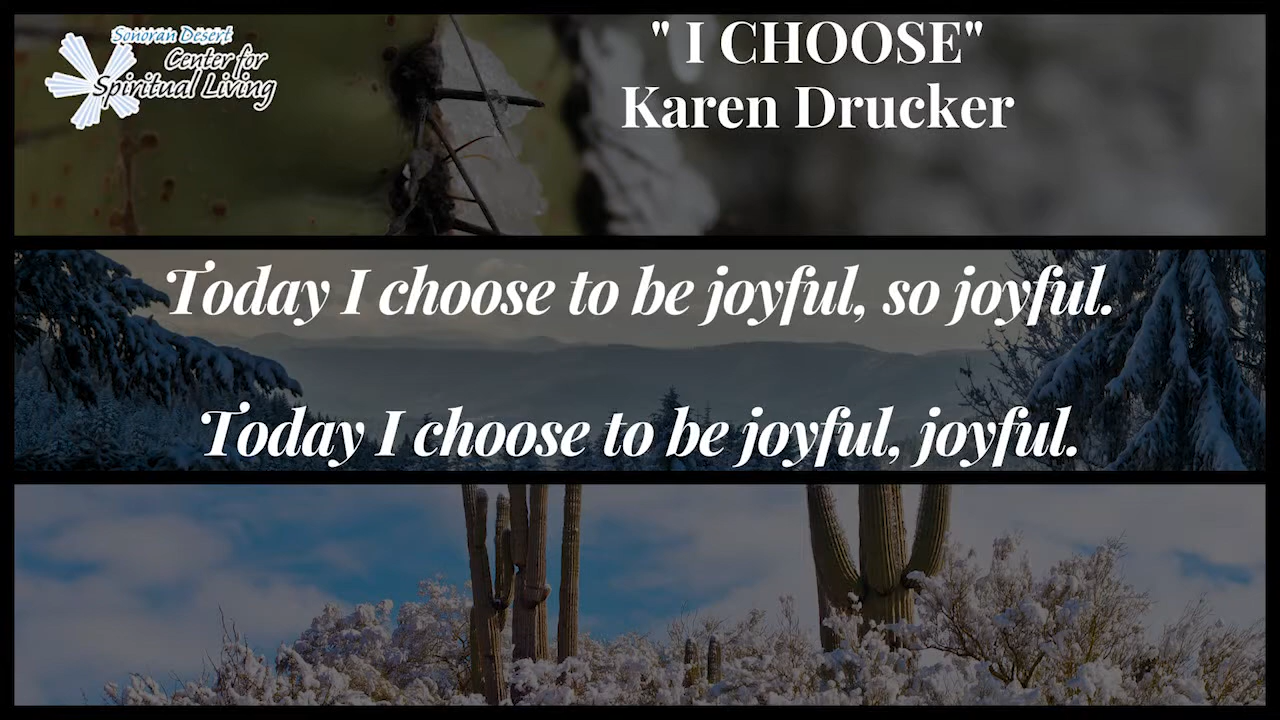 Sonoran Desert
Center for
Spiritual Living
" I CHOOSE"
Karen Drucker
Today I choose to be joyful, so joyful.
Today I choose to be joyful, joyful.